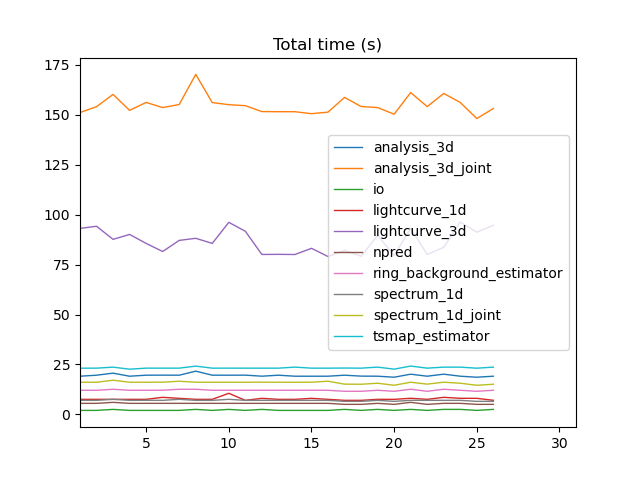 Total time (s)
175
150
125
100
75
50
25
0
analysis_3d
analysis_3d_joint
io
lightcurve_1d
lightcurve_3d
npred
ring_background_estimator
spectrum_1d
spectrum_1d_joint
tsmap_estimator
5 10 15 20 25 30